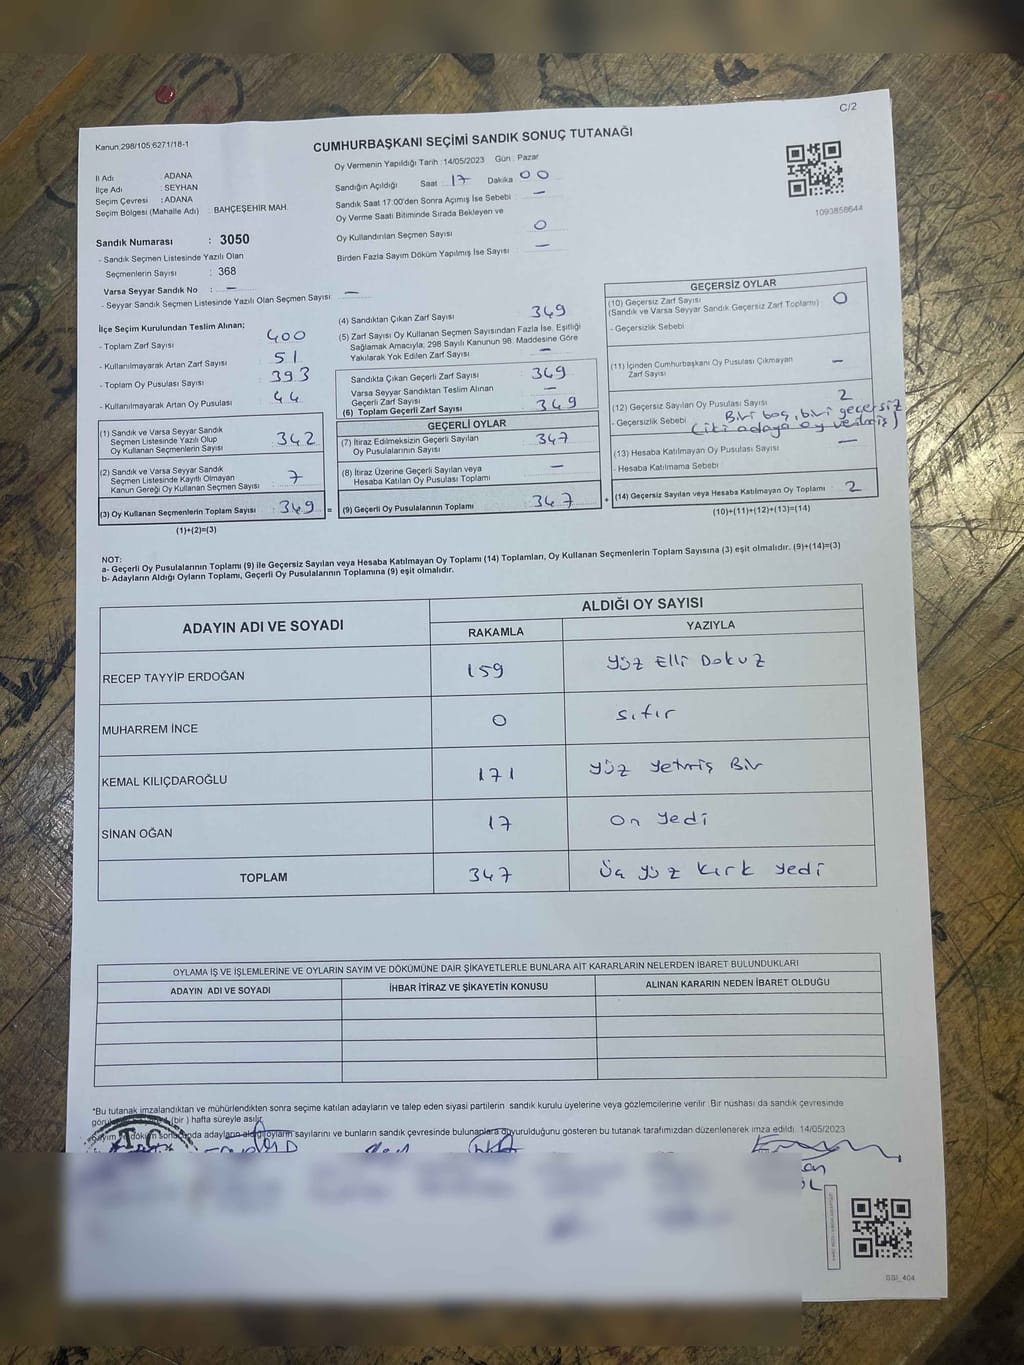 C/2
Kanun 298/105 6271/18-1
CUMHURBAŞKANI SEÇİMİ SANDIK SONUÇ TUTANAĞI
Oy Vermenin Yapıldığı Tarih :14/05/2023 Gün : Pazar
İl Adı : ADANA
İlçe Adı : SEYHAN
Seçim Çevresi : ADANA
Seçim Bölgesi (Mahalle Adı) : BAHÇEŞEHİR MAH.
Sandığın Açıldığı Saat 17 Dakika 00
Sandık Saat 17:00'den Sonra Açımış İse Sebebi —
Oy Verme Saati Bitiminde Sırada Bekleyen ve
Oy Kullandırılan Seçmen Sayısı 0
Birden Fazla Sayım Döküm Yapılmış İse Sayısı —
1093858644
Sandık Numarası : 3050
- Sandık Seçmen Listesinde Yazılı Olan
Seçmenlerin Sayısı : 368
Varsa Seyyar Sandık No : —
- Seyyar Sandık Seçmen Listesinde Yazılı Olan Seçmen Sayısı: —
İlçe Seçim Kurulundan Teslim Alınan;
- Toplam Zarf Sayısı 400
- Kullanılmayarak Artan Zarf Sayısı 51
- Toplam Oy Pusulası Sayısı 393
- Kullanılmayarak Artan Oy Pusulası 44
(1) Sandık ve Varsa Seyyar Sandık
Seçmen Listesinde Yazılı Olup
Oy Kullanan Seçmenlerin Sayısı : 342
(2) Sandık ve Varsa Seyyar Sandık
Seçmen Listesinde Kayıtlı Olmayan
Kanun Gereği Oy Kullanan Seçmen Sayısı : 7
(3) Oy Kullanan Seçmenlerin Toplam Sayısı : 349 =
(1)+(2)=(3)
(4) Sandıktan Çıkan Zarf Sayısı 349
(5) Zarf Sayısı Oy Kullanan Seçmen Sayısından Fazla İse, Eşitliği
Sağlamak Amacıyla; 298 Sayılı Kanunun 98. Maddesine Göre
Yakılarak Yok Edilen Zarf Sayısı —
Sandıkta Çıkan Geçerli Zarf Sayısı 349
Varsa Seyyar Sandıktan Teslim Alınan
Geçerli Zarf Sayısı —
(6) Toplam Geçerli Zarf Sayısı 349
GEÇERLİ OYLAR
(7) İtiraz Edilmeksizin Geçerli Sayılan
Oy Pusulalarının Sayısı 347
(8) İtiraz Üzerine Geçerli Sayılan veya
Hesaba Katılan Oy Pusulası Toplamı —
(9) Geçerli Oy Pusulalarının Toplamı 347 +
GEÇERSİZ OYLAR
(10) Geçersiz Zarf Sayısı 0
(Sandık ve Varsa Seyyar Sandık Geçersiz Zarf Toplamı)
- Geçersizlik Sebebi
(11) İçinden Cumhurbaşkanı Oy Pusulası Çıkmayan —
Zarf Sayısı
(12) Geçersiz Sayılan Oy Pusulası Sayısı 2
- Geçersizlik Sebebi Biri boş, biri geçersiz
(iki adaya oy verilmiş)
(13) Hesaba Katılmayan Oy Pusulası Sayısı —
- Hesaba Katılmama Sebebi
(14) Geçersiz Sayılan veya Hesaba Katılmayan Oy Toplamı : 2
(10)+(11)+(12)+(13)=(14)
NOT:
a- Geçerli Oy Pusulalarının Toplamı (9) ile Geçersiz Sayılan veya Hesaba Katılmayan Oy Toplamı (14) Toplamları, Oy Kullanan Seçmenlerin Toplam Sayısına (3) eşit olmalıdır. (9)+(14)=(3)
b- Adayların Aldığı Oyların Toplamı, Geçerli Oy Pusulalarının Toplamına (9) eşit olmalıdır.
ADAYIN ADI VE SOYADI
ALDIĞI OY SAYISI
RAKAMLA YAZIYLA
RECEP TAYYİP ERDOĞAN 159 Yüz Elli Dokuz
MUHARREM İNCE 0 sıfır
KEMAL KILIÇDAROĞLU 171 yüz yetmiş Bir
SİNAN OĞAN 17 On yedi
TOPLAM 347 Üç yüz kırk yedi
OYLAMA İŞ VE İŞLEMLERİNE VE OYLARIN SAYIM VE DÖKÜMÜNE DAİR ŞİKAYETLERLE BUNLARA AİT KARARLARIN NELERDEN İBARET BULUNDUKLARI
ADAYIN ADI VE SOYADI İHBAR İTİRAZ VE ŞİKAYETİN KONUSU ALINAN KARARIN NEDEN İBARET OLDUĞU
*Bu tutanak imzalandıktan ve mühürlendikten sonra seçime katılan adayların ve talep eden siyasi partilerin sandık kurulu üyelerine veya gözlemcilerine verilir. Bir nüshası da sandık çevresinde
(bir) hafta süreyle asılır.
adayların aldığı oyların sayılarını ve bunların sandık çevresinde bulunanlara duyurulduğunu gösteren bu tutanak tarafımızdan düzenlenerek imza edildi. 14/05/2023
T.C.
SSI_404